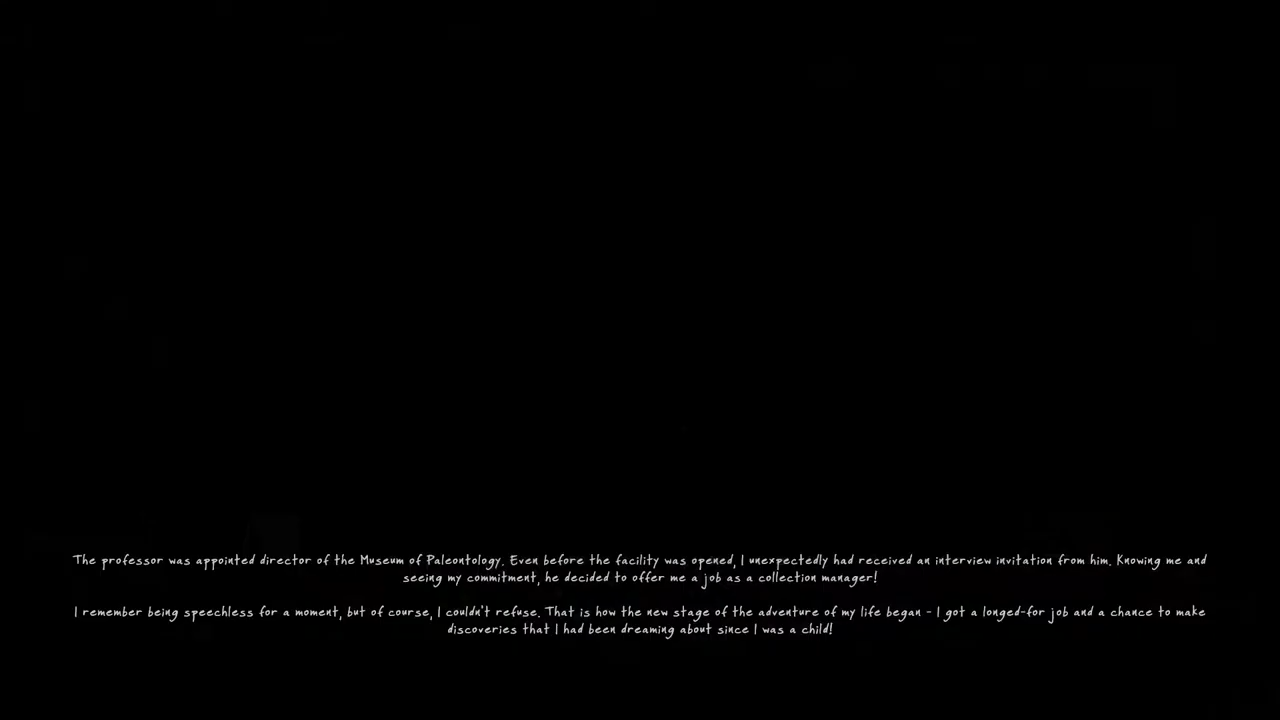 The professor was appointed director of the Museum of Paleontology. Even before the facility was opened, I unexpectedly had received an interview invitation from him. Knowing me and
seeing my commitment, he decided to offer me a job as a collection manager!
I remember being speechless for a moment, but of course, I couldn't refuse. That is how the new stage of the adventure of my life began - I got a longed-for job and a chance to make
discoveries that I had been dreaming about since I was a child!